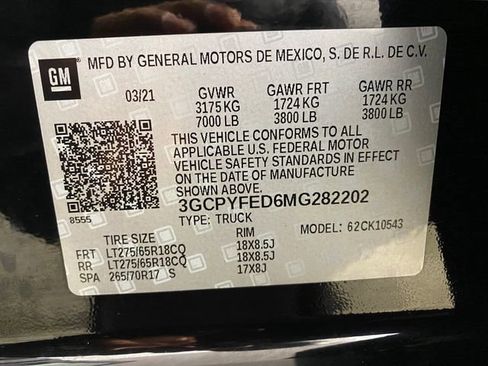 GM
MFD BY GENERAL MOTORS DE MEXICO, S. DE R.L. DE C.V.
03/21 GVWR GAWR FRT GAWR RR
3175 KG 1724 KG 1724 KG
7000 LB 3800 LB 3800 LB
THIS VEHICLE CONFORMS TO ALL
APPLICABLE U.S. FEDERAL MOTOR
VEHICLE SAFETY STANDARDS IN EFFECT
ON THE DATE OF MANUFACTURE
SHOWN ABOVE.
8555 3GCPYFED6MG282202
TYPE: TRUCK MODEL: 62CK10543
TIRE SIZE RIM
FRT LT275/65R18CQ 18X8.5J
RR LT275/65R18CQ 18X8.5J
SPA 265/70R17 S 17X8J